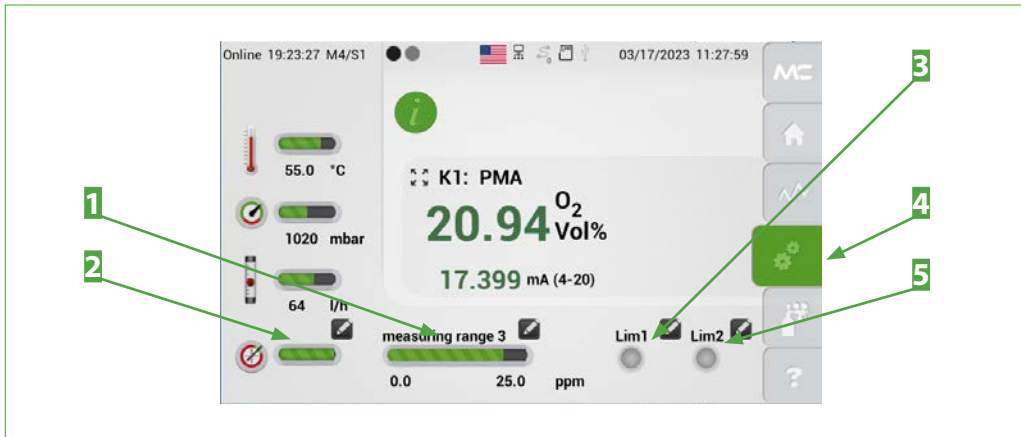 Online 19:23:27 M4/S1 03/17/2023 11:27:59
MC
3
i
55.0 °C
K1: PMA
1
20.94 O2 Vol%
1020 mbar
4
2
17.399 mA (4-20)
5
64 l/h
measuring range 3 Lim1 Lim2
0.0 25.0 ppm
?